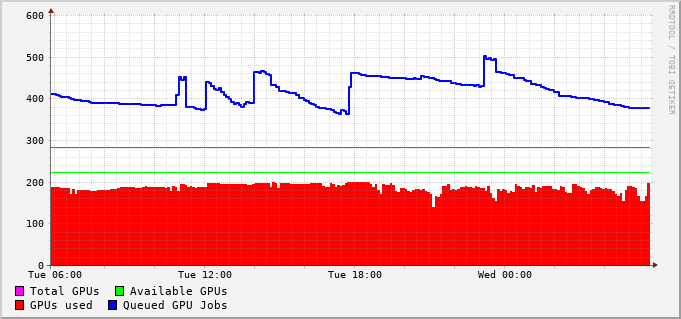 600
500
400
300
200
100
0
Tue 06:00 Tue 12:00 Tue 18:00 Wed 00:00
Total GPUs Available GPUs
GPUs used Queued GPU Jobs
RRDTOOL / TOBI OETIKER